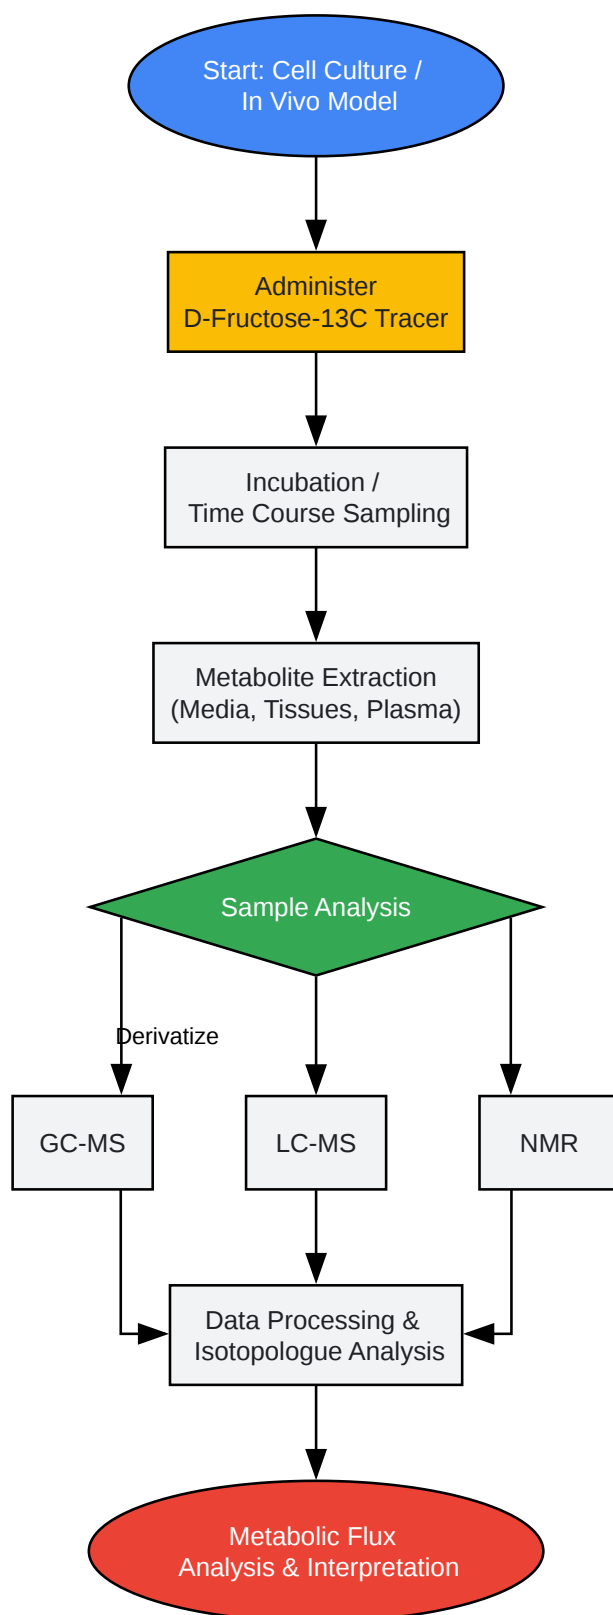 Start: Cell Culture /
In Vivo Model
Administer
D-Fructose-13C Tracer
Incubation /
Time Course Sampling
Metabolite Extraction
(Media, Tissues, Plasma)
Sample Analysis
Derivatize
GC-MS
LC-MS
NMR
Data Processing &
Isotopologue Analysis
Metabolic Flux
Analysis & Interpretation